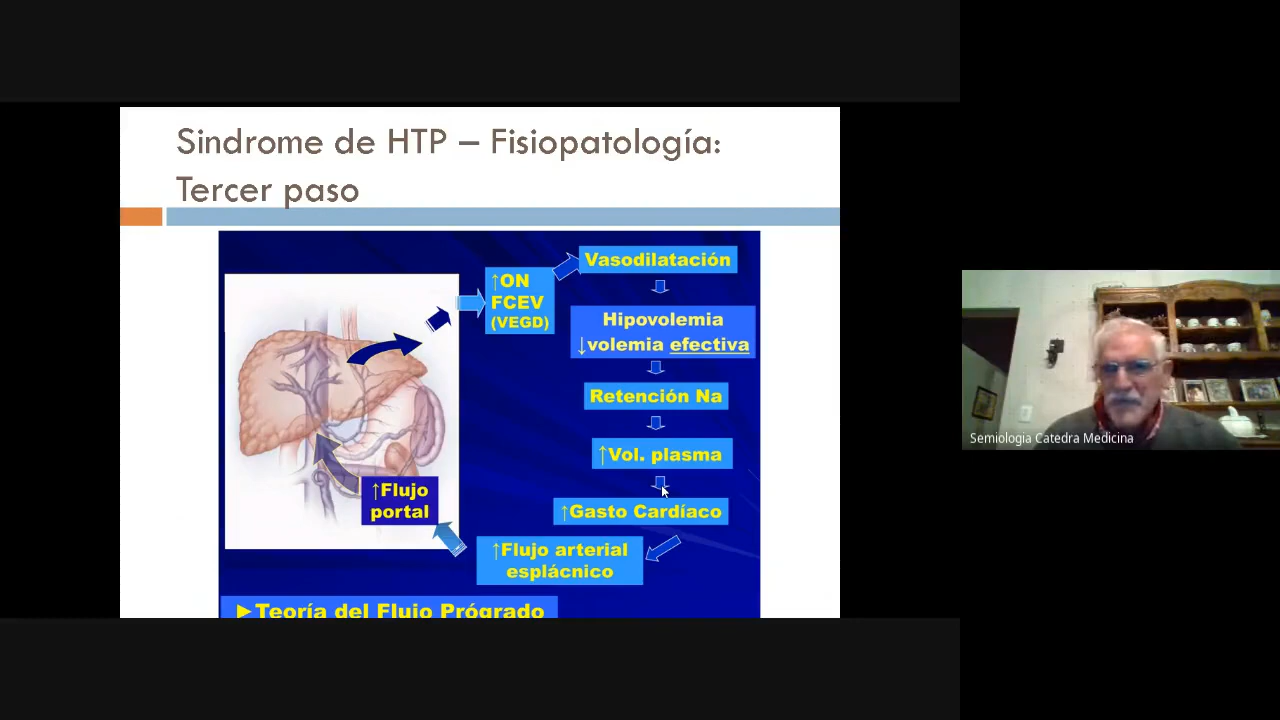 Sindrome de HTP – Fisiopatología:
Tercer paso
↑ON
FCEV
(VEGD)
Vasodilatación
Hipovolemia
↓volemia efectiva
Retención Na
↑Vol. plasma
↑Gasto Cardíaco
↑Flujo arterial
esplácnico
↑Flujo
portal
►Teoría del Flujo Prógrado
Semiologia Catedra Medicina